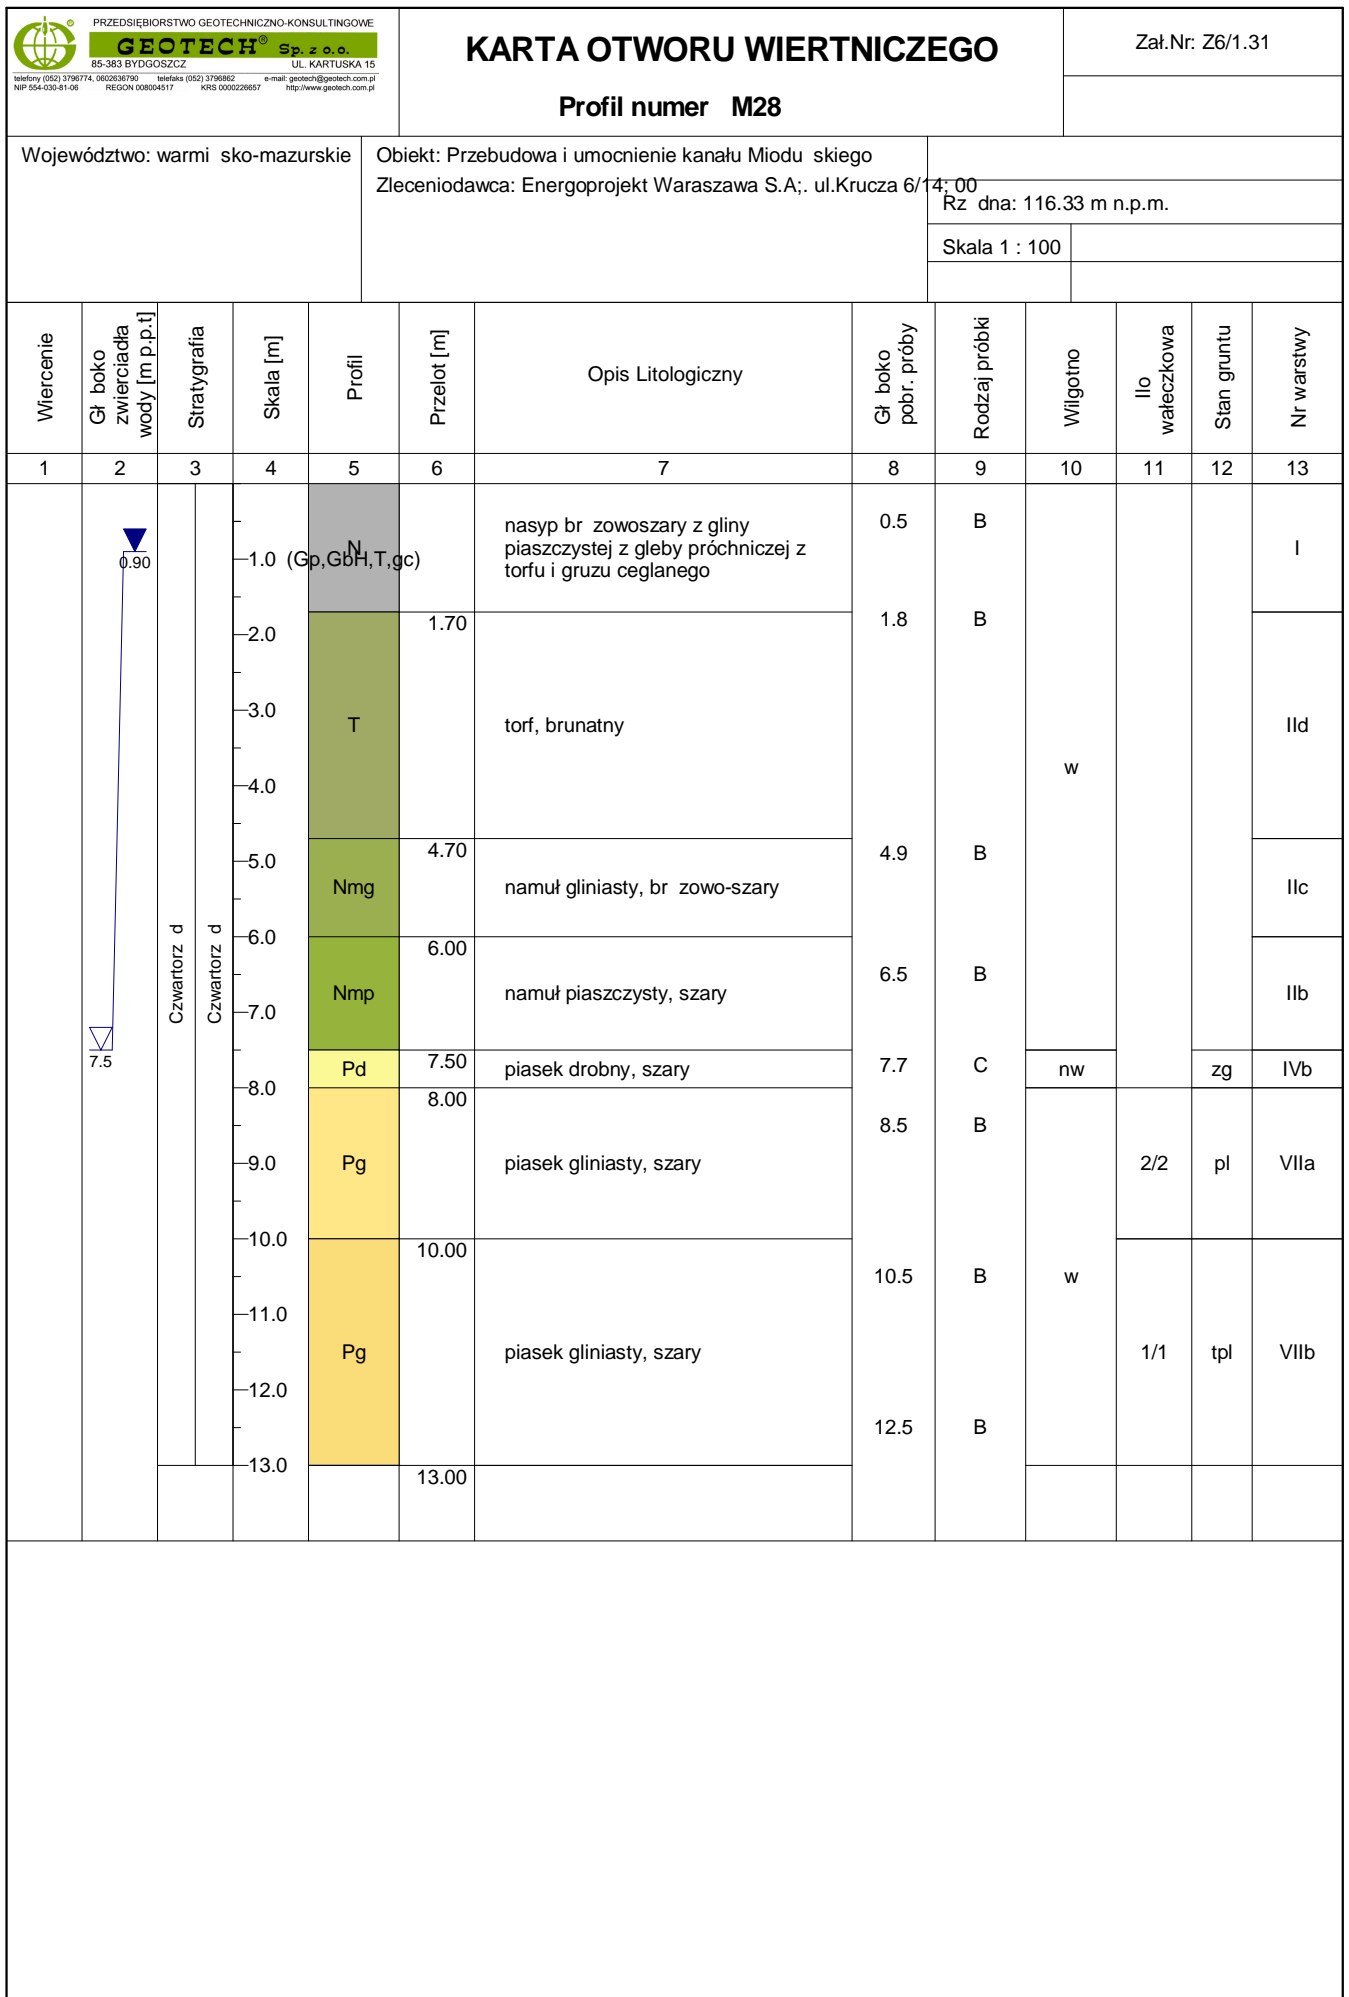 PRZEDSIĘBIORSTWO GEOTECHNICZNO-KONSULTINGOWE
GEOTECH® Sp. z o.o.
85-383 BYDGOSZCZ UL. KARTUSKA 15
telefony (052) 3796774, 0602636790 telefaks (052) 3796862 e-mail: geotech@geotech.com.pl
NIP 554-030-81-06 REGON 008004517 KRS 0000226657 http://www.geotech.com.pl
KARTA OTWORU WIERTNICZEGO
Profil numer M28
Zał.Nr: Z6/1.31
Województwo: warmi sko-mazurskie
Obiekt: Przebudowa i umocnienie kanału Miodu skiego
Zleceniodawca: Energoprojekt Waraszawa S.A;. ul.Krucza 6/14; 00
Rz dna: 116.33 m n.p.m.
Skala 1 : 100
Wiercenie
Gł boko
zwierciadła
wody [m p.p.t]
Stratygrafia
Skala [m]
Profil
Przelot [m]
Opis Litologiczny
Gł boko
pobr. próby
Rodzaj próbki
Wilgotno
Ilo
wałeczkowa
Stan gruntu
Nr warstwy
1 2 3 4 5 6 7 8 9 10 11 12 13
0.90
7.5
Czwartorz d
Czwartorz d
1.0
2.0
3.0
4.0
5.0
6.0
7.0
8.0
9.0
10.0
11.0
12.0
13.0
N
(Gp,GbH,T,gc)
nasyp br zowoszary z gliny
piaszczystej z gleby próchniczej z
torfu i gruzu ceglanego
0.5 B
I
1.70
1.8 B
T
torf, brunatny
IId
w
4.70
4.9 B
Nmg
namuł gliniasty, br zowo-szary
IIc
6.00
6.5 B
Nmp
namuł piaszczysty, szary
IIb
7.50
Pd
piasek drobny, szary
7.7 C
nw
zg
IVb
8.00
8.5 B
Pg
piasek gliniasty, szary
2/2
pl
VIIa
10.00
10.5 B
w
Pg
piasek gliniasty, szary
1/1
tpl
VIIb
12.5 B
13.00